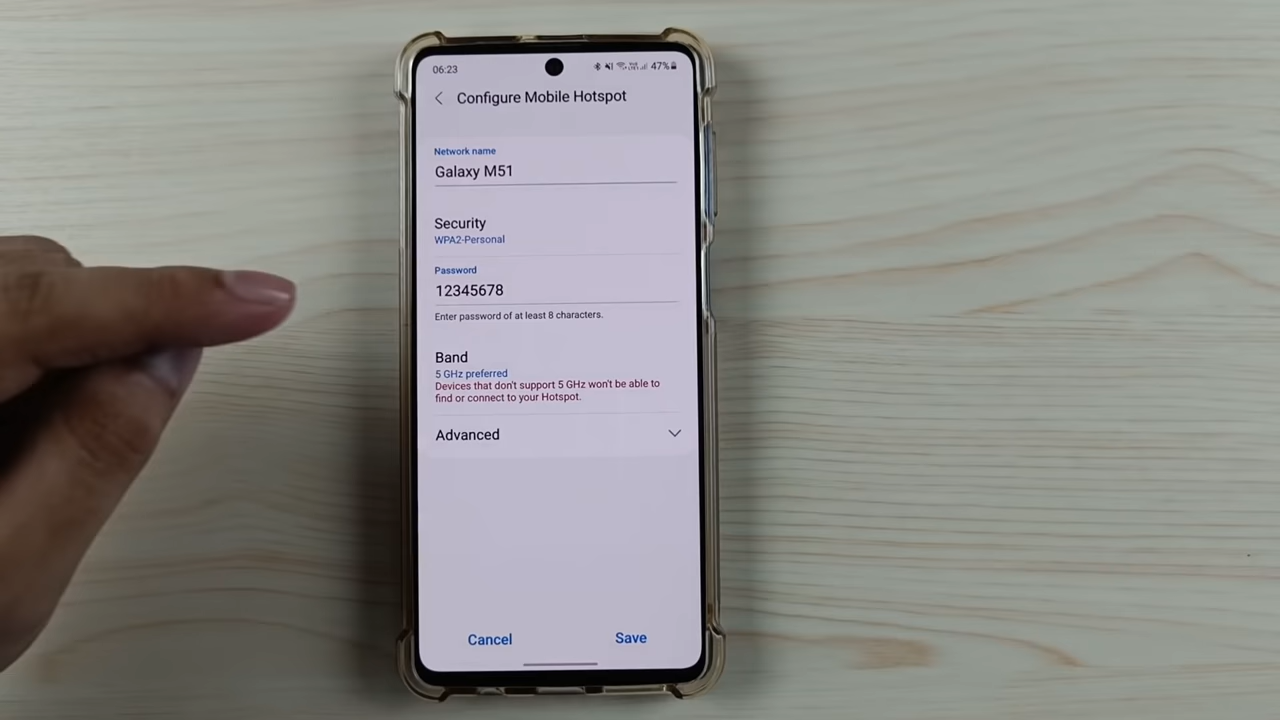 06:23
47%
Configure Mobile Hotspot
Network name
Galaxy M51
Security
WPA2-Personal
Password
12345678
Enter password of at least 8 characters.
Band
5 GHz preferred
Devices that don't support 5 GHz won't be able to
find or connect to your Hotspot.
Advanced
Cancel
Save